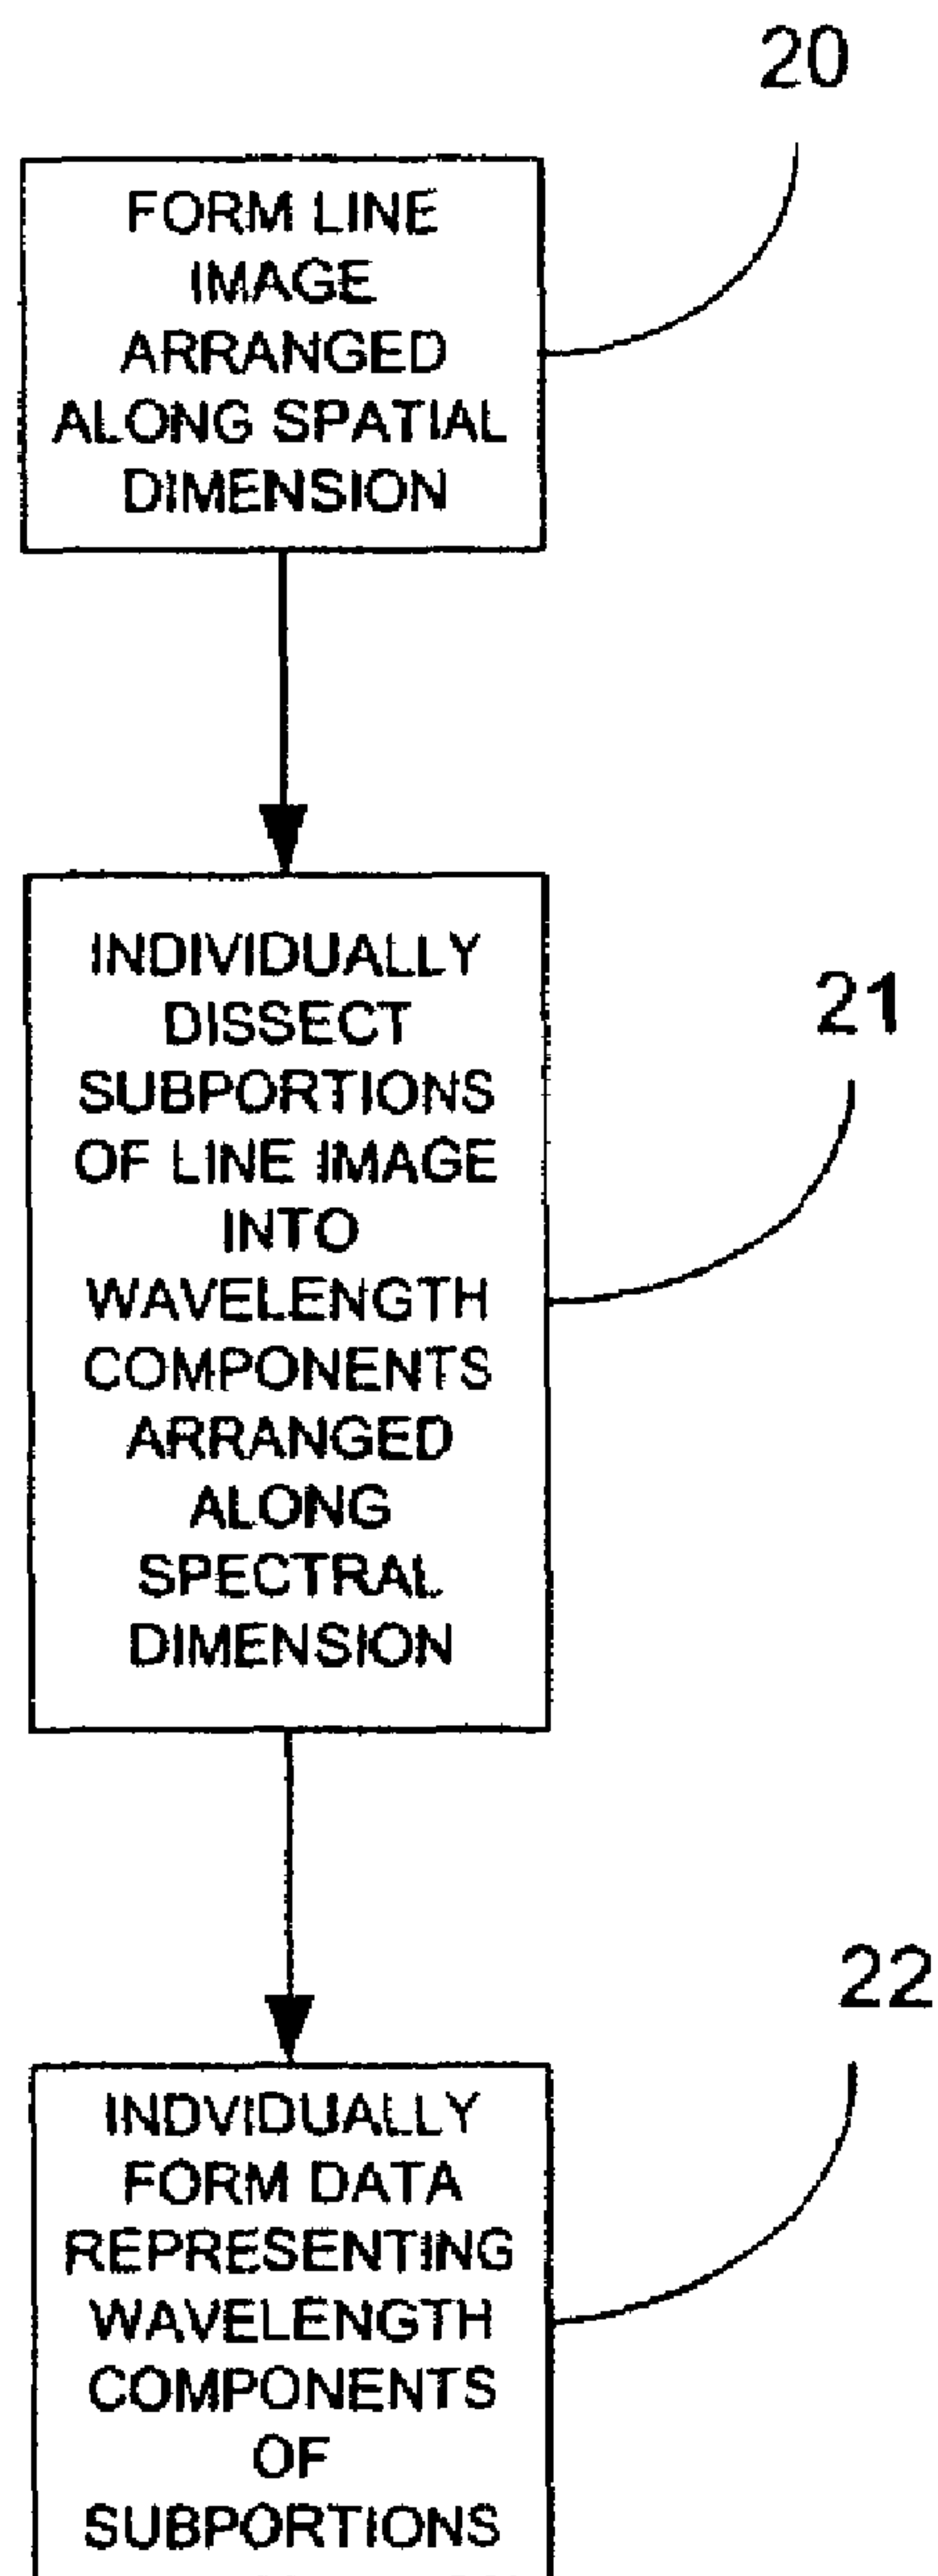 20
FORM LINE
IMAGE
ARRANGED
ALONG SPATIAL
DIMENSION
21
INDIVIDUALLY
DISSECT
SUBPORTIONS
OF LINE IMAGE
INTO
WAVELENGTH
COMPONENTS
ARRANGED
ALONG
SPECTRAL
DIMENSION
22
INDVIDUALLY
FORM DATA
REPRESENTING
WAVELENGTH
COMPONENTS
OF
SUBPORTIONS